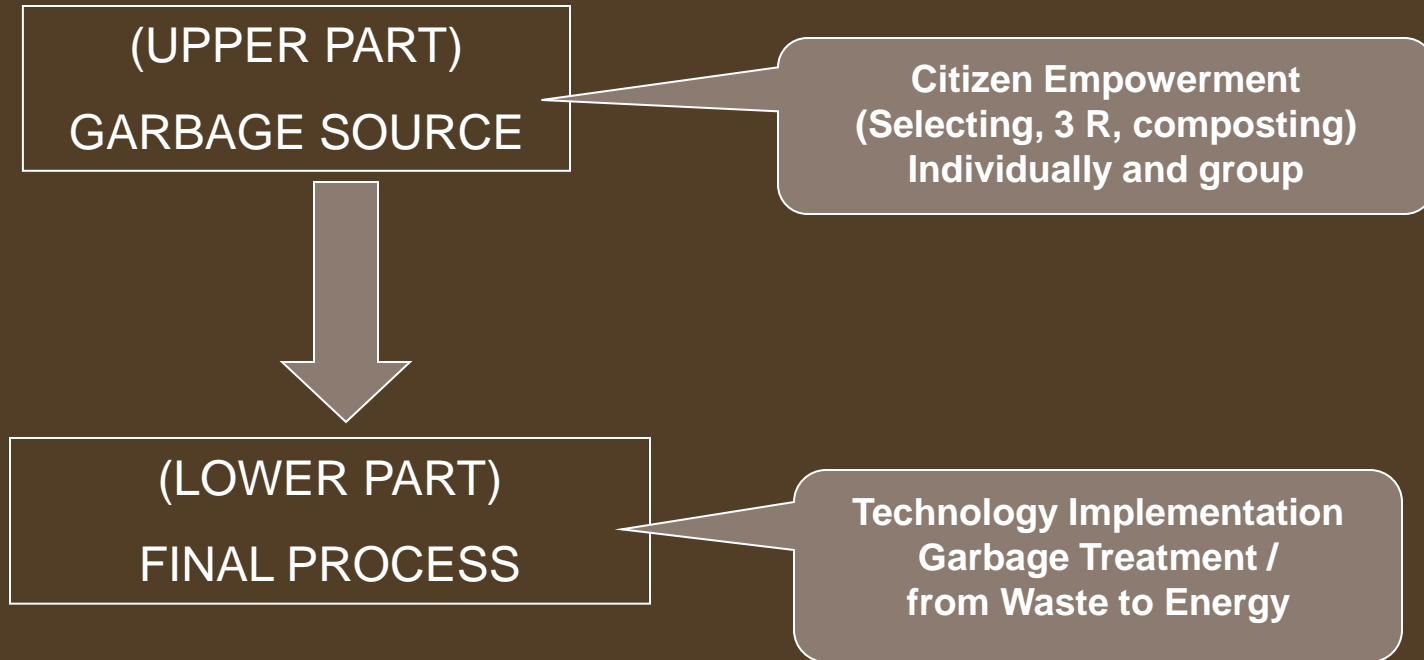 (UPPER PART)
GARBAGE SOURCE
Citizen Empowerment
(Selecting, 3 R, composting)
Individually and group
(LOWER PART)
FINAL PROCESS
Technology Implementation
Garbage Treatment /
from Waste to Energy